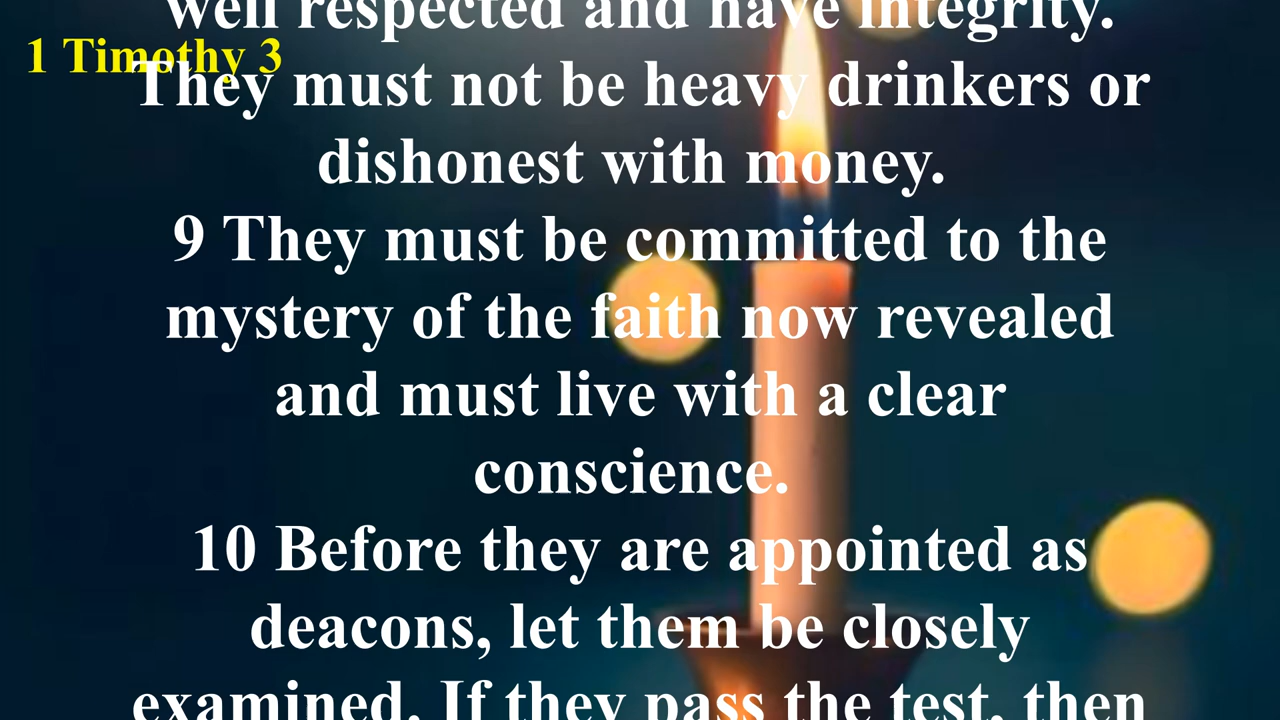 well respected and have integrity.
1 Timothy 3
They must not be heavy drinkers or
dishonest with money.
9 They must be committed to the
mystery of the faith now revealed
and must live with a clear
conscience.
10 Before they are appointed as
deacons, let them be closely
examined. If they pass the test, then